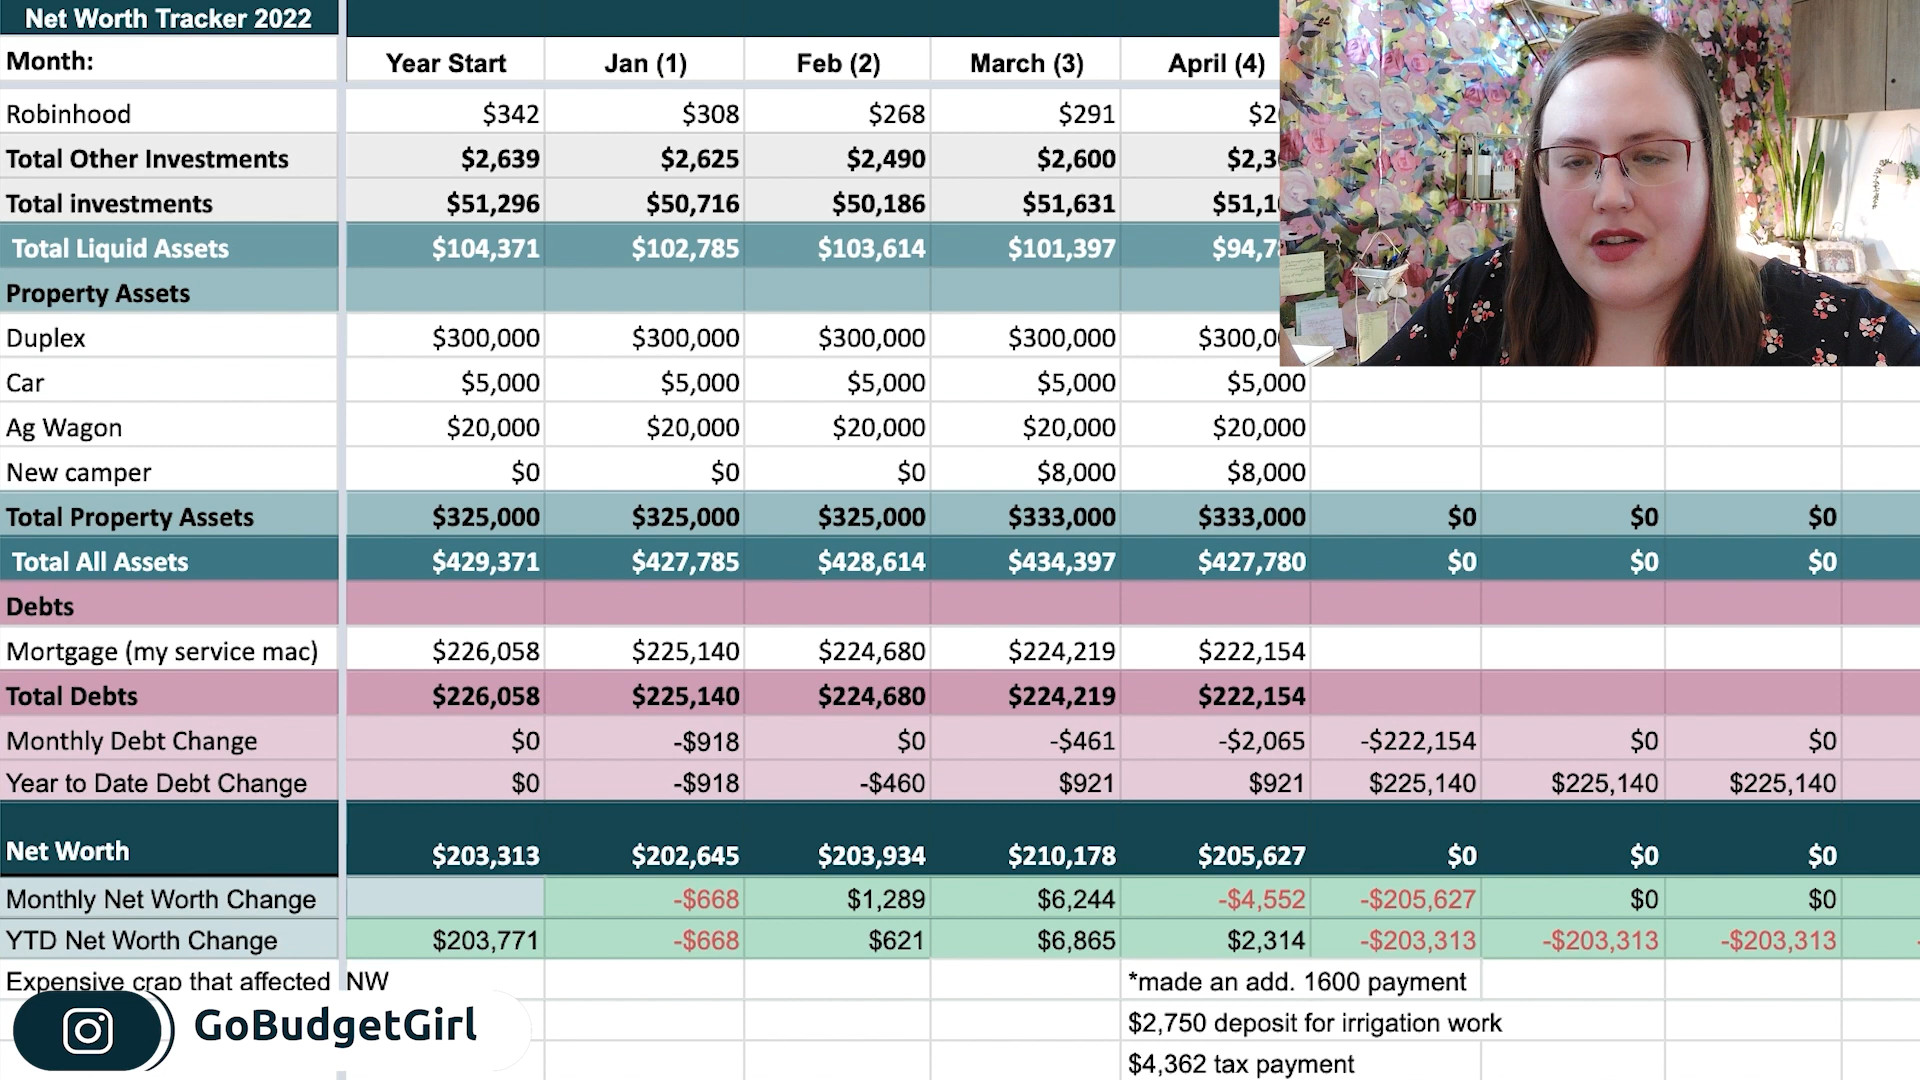 Net Worth Tracker 2022
Month: Year Start Jan (1) Feb (2) March (3) April (4)
Robinhood $342 $308 $268 $291
Total Other Investments $2,639 $2,625 $2,490 $2,600
Total investments $51,296 $50,716 $50,186 $51,631
Total Liquid Assets $104,371 $102,785 $103,614 $101,397
Property Assets
Duplex $300,000 $300,000 $300,000 $300,000
Car $5,000 $5,000 $5,000 $5,000 $5,000
Ag Wagon $20,000 $20,000 $20,000 $20,000 $20,000
New camper $0 $0 $0 $8,000 $8,000
Total Property Assets $325,000 $325,000 $325,000 $333,000 $333,000 $0 $0 $0
Total All Assets $429,371 $427,785 $428,614 $434,397 $427,780 $0 $0 $0
Debts
Mortgage (my service mac) $226,058 $225,140 $224,680 $224,219 $222,154
Total Debts $226,058 $225,140 $224,680 $224,219 $222,154
Monthly Debt Change $0 -$918 $0 -$461 -$2,065 -$222,154 $0 $0
Year to Date Debt Change $0 -$918 -$460 $921 $921 $225,140 $225,140 $225,140
Net Worth $203,313 $202,645 $203,934 $210,178 $205,627 $0 $0 $0
Monthly Net Worth Change -$668 $1,289 $6,244 -$4,552 -$205,627 $0 $0
YTD Net Worth Change $203,771 -$668 $621 $6,865 $2,314 -$203,313 -$203,313 -$203,313
Expensive crap that affected NW *made an add. 1600 payment
$2,750 deposit for irrigation work
$4,362 tax payment
GoBudgetGirl